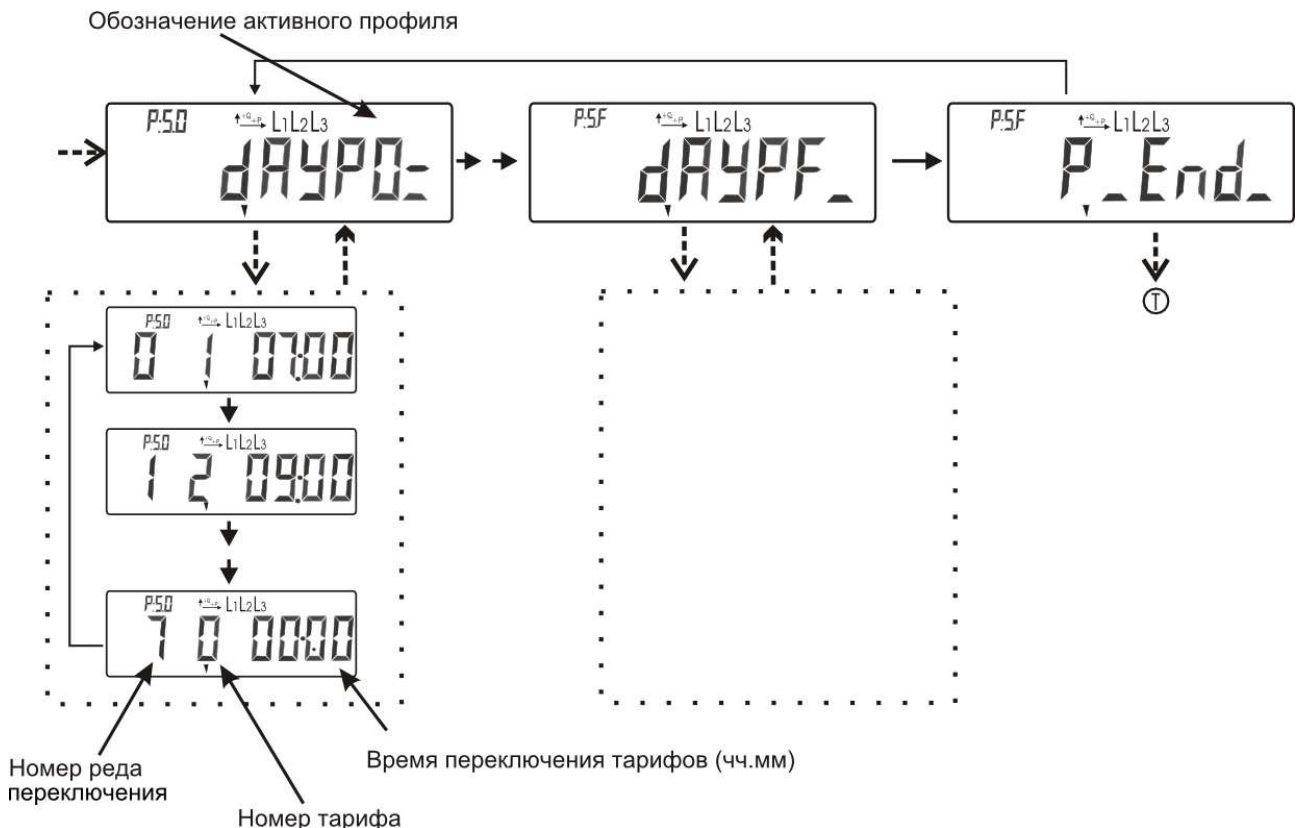 Обозначение активного профиля
P:5.0 +Q +P L1L2L3
dAYP0=
P:5.F +Q +P L1L2L3
dAYPF_
P:5.F +Q +P L1L2L3
P_End_
P:5.0 +Q +P L1L2L3
0 1 07:00
P:5.0 +Q +P L1L2L3
1 2 09:00
P:5.0 +Q +P L1L2L3
7 0 00:00
T
Номер реда
переключения
Номер тарифа
Время переключения тарифов (чч.мм)